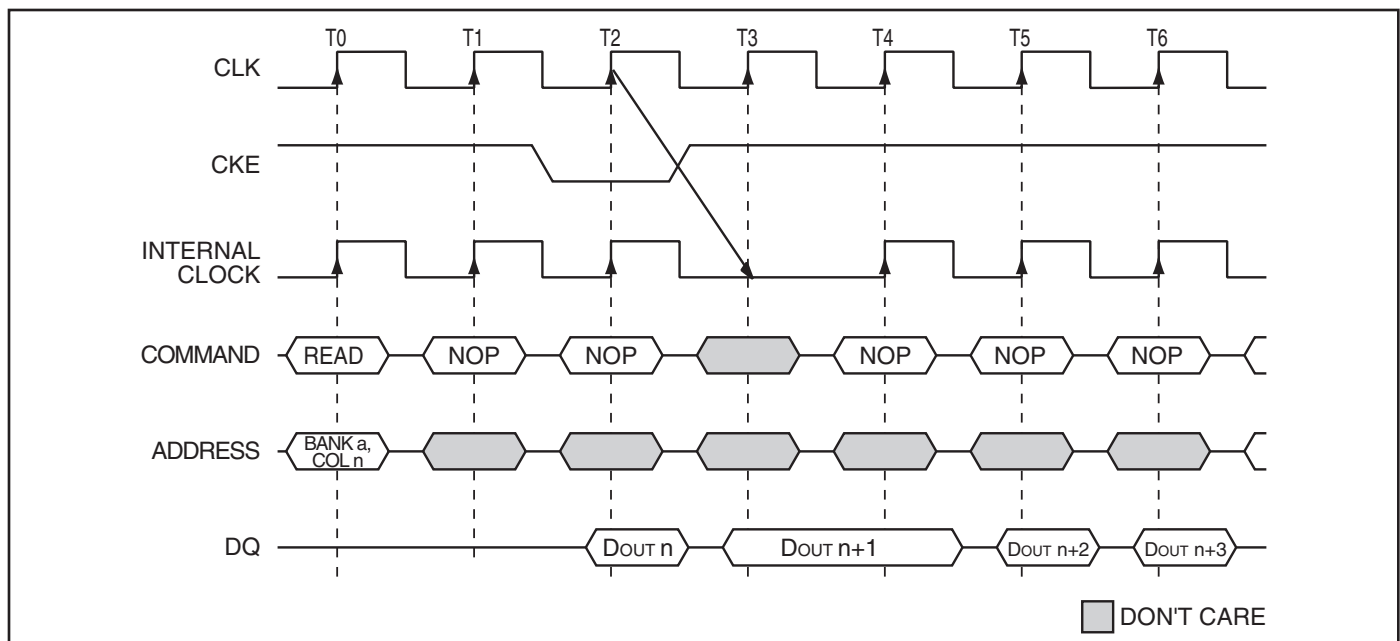 T0 T1 T2 T3 T4 T5 T6
CLK
CKE
INTERNAL
CLOCK
COMMAND READ NOP NOP NOP NOP NOP
ADDRESS BANK a,
COL n
DQ DOUT n DOUT n+1 DOUT n+2 DOUT n+3
DON'T CARE